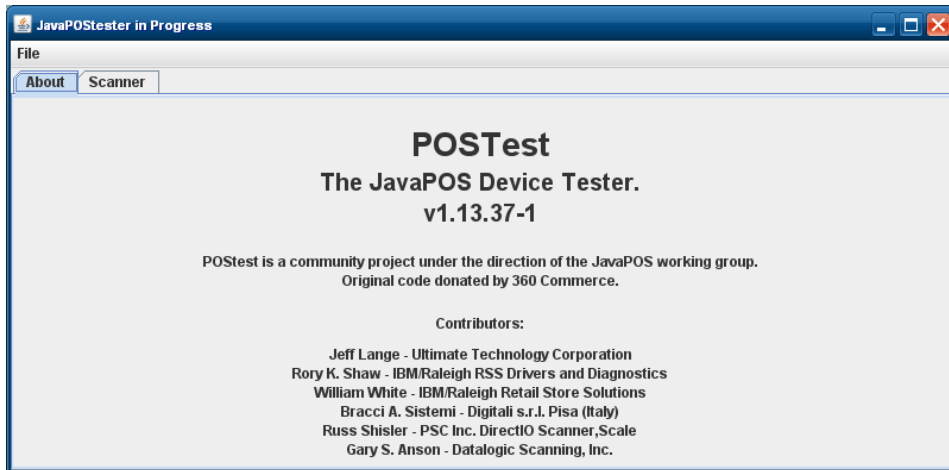 JavaPOStester in Progress
File
About Scanner
POSTest
The JavaPOS Device Tester.
v1.13.37-1
POStest is a community project under the direction of the JavaPOS working group.
Original code donated by 360 Commerce.
Contributors:
Jeff Lange - Ultimate Technology Corporation
Rory K. Shaw - IBM/Raleigh RSS Drivers and Diagnostics
William White - IBM/Raleigh Retail Store Solutions
Bracci A. Sistemi - Digitali s.r.l. Pisa (Italy)
Russ Shisler - PSC Inc. DirectIO Scanner,Scale
Gary S. Anson - Datalogic Scanning, Inc.